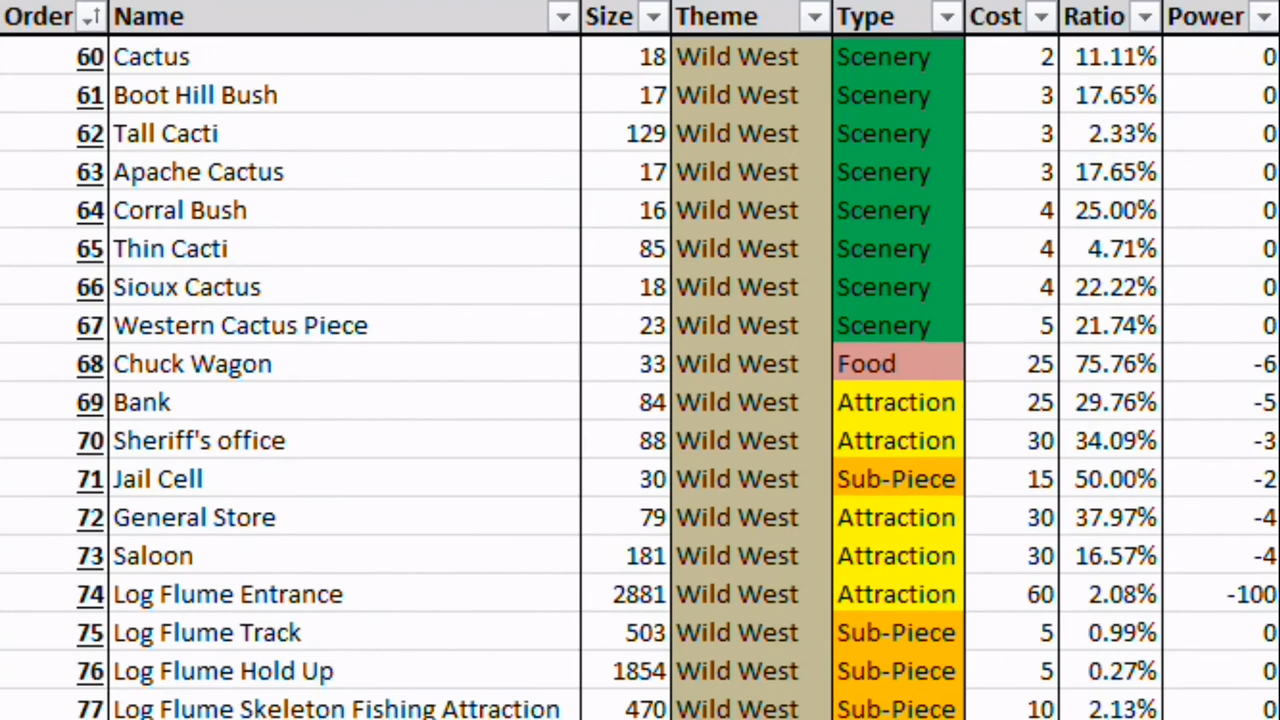 Order Name Size Theme Type Cost Ratio Power
60 Cactus 18 Wild West Scenery 2 11.11% 0
61 Boot Hill Bush 17 Wild West Scenery 3 17.65% 0
62 Tall Cacti 129 Wild West Scenery 3 2.33% 0
63 Apache Cactus 17 Wild West Scenery 3 17.65% 0
64 Corral Bush 16 Wild West Scenery 4 25.00% 0
65 Thin Cacti 85 Wild West Scenery 4 4.71% 0
66 Sioux Cactus 18 Wild West Scenery 4 22.22% 0
67 Western Cactus Piece 23 Wild West Scenery 5 21.74% 0
68 Chuck Wagon 33 Wild West Food 25 75.76% -6
69 Bank 84 Wild West Attraction 25 29.76% -5
70 Sheriff's office 88 Wild West Attraction 30 34.09% -3
71 Jail Cell 30 Wild West Sub-Piece 15 50.00% -2
72 General Store 79 Wild West Attraction 30 37.97% -4
73 Saloon 181 Wild West Attraction 30 16.57% -4
74 Log Flume Entrance 2881 Wild West Attraction 60 2.08% -100
75 Log Flume Track 503 Wild West Sub-Piece 5 0.99% 0
76 Log Flume Hold Up 1854 Wild West Sub-Piece 5 0.27% 0
77 Log Flume Skeleton Fishing Attraction 470 Wild West Sub-Piece 10 2.13% 0